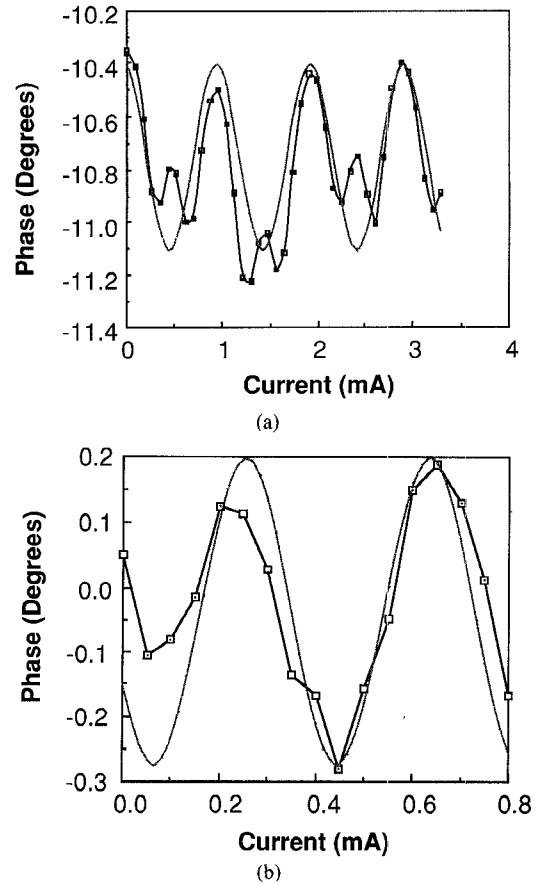 -10.2
-10.4
-10.6
-10.8
-11.0
-11.2
-11.4
Phase (Degrees)
0 1 2 3 4
Current (mA)
(a)
0.2
0.1
0.0
-0.1
-0.2
-0.3
Phase (Degrees)
0.0 0.2 0.4 0.6 0.8
Current (mA)
(b)